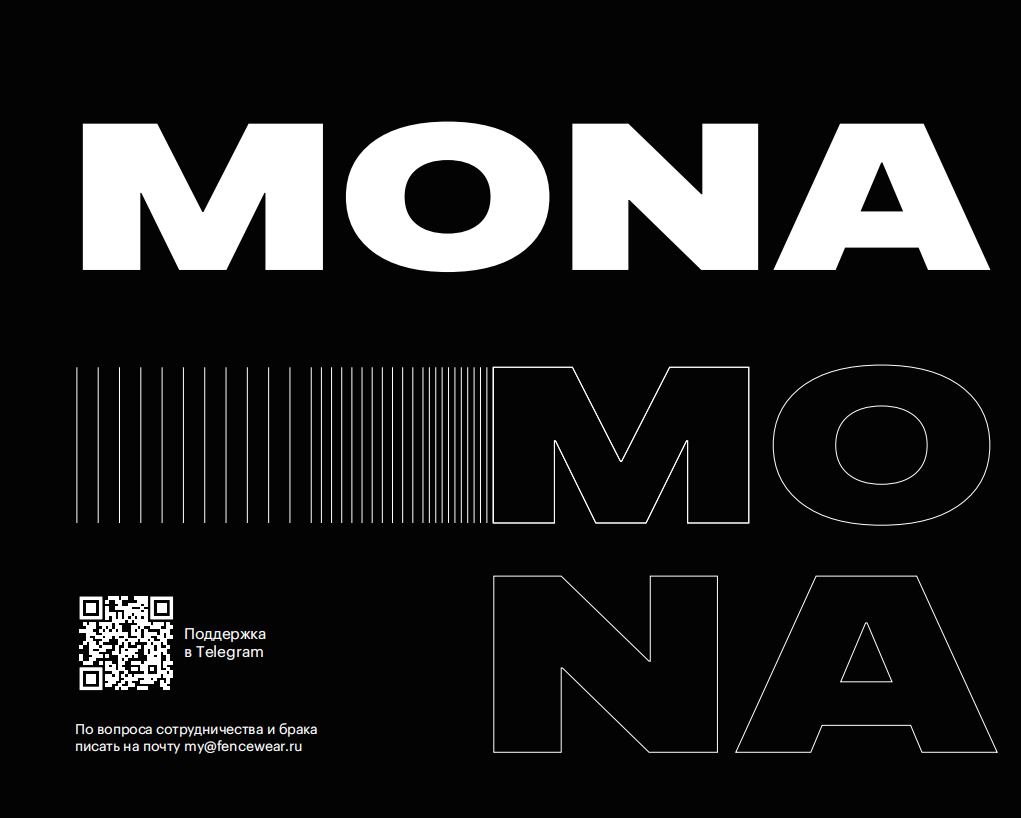 MONA
MO
NA
Поддержка
в Telegram
По вопроса сотрудничества и брака
писать на почту my@fencewear.ru